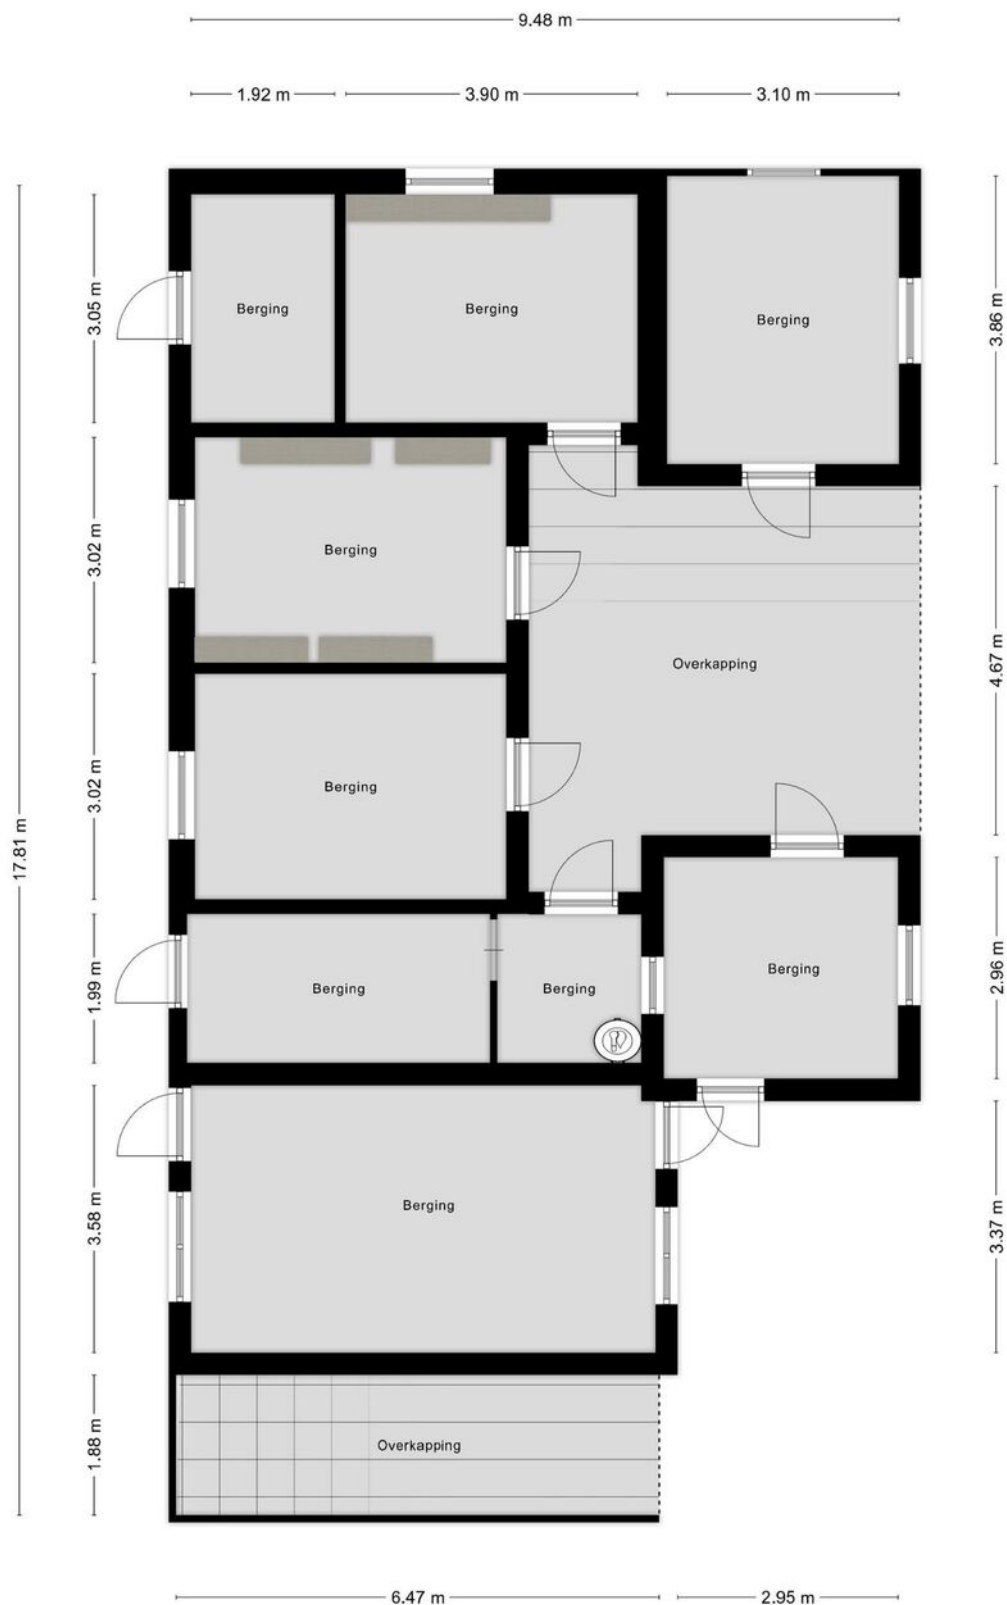 9.48 m
1.92 m
3.90 m
3.10 m
3.05 m
3.86 m
Berging
Berging
Berging
3.02 m
Berging
4.67 m
Overkapping
17.81 m
3.02 m
Berging
1.99 m
Berging
Berging
Berging
2.96 m
3.58 m
Berging
3.37 m
1.88 m
Overkapping
6.47 m
2.95 m